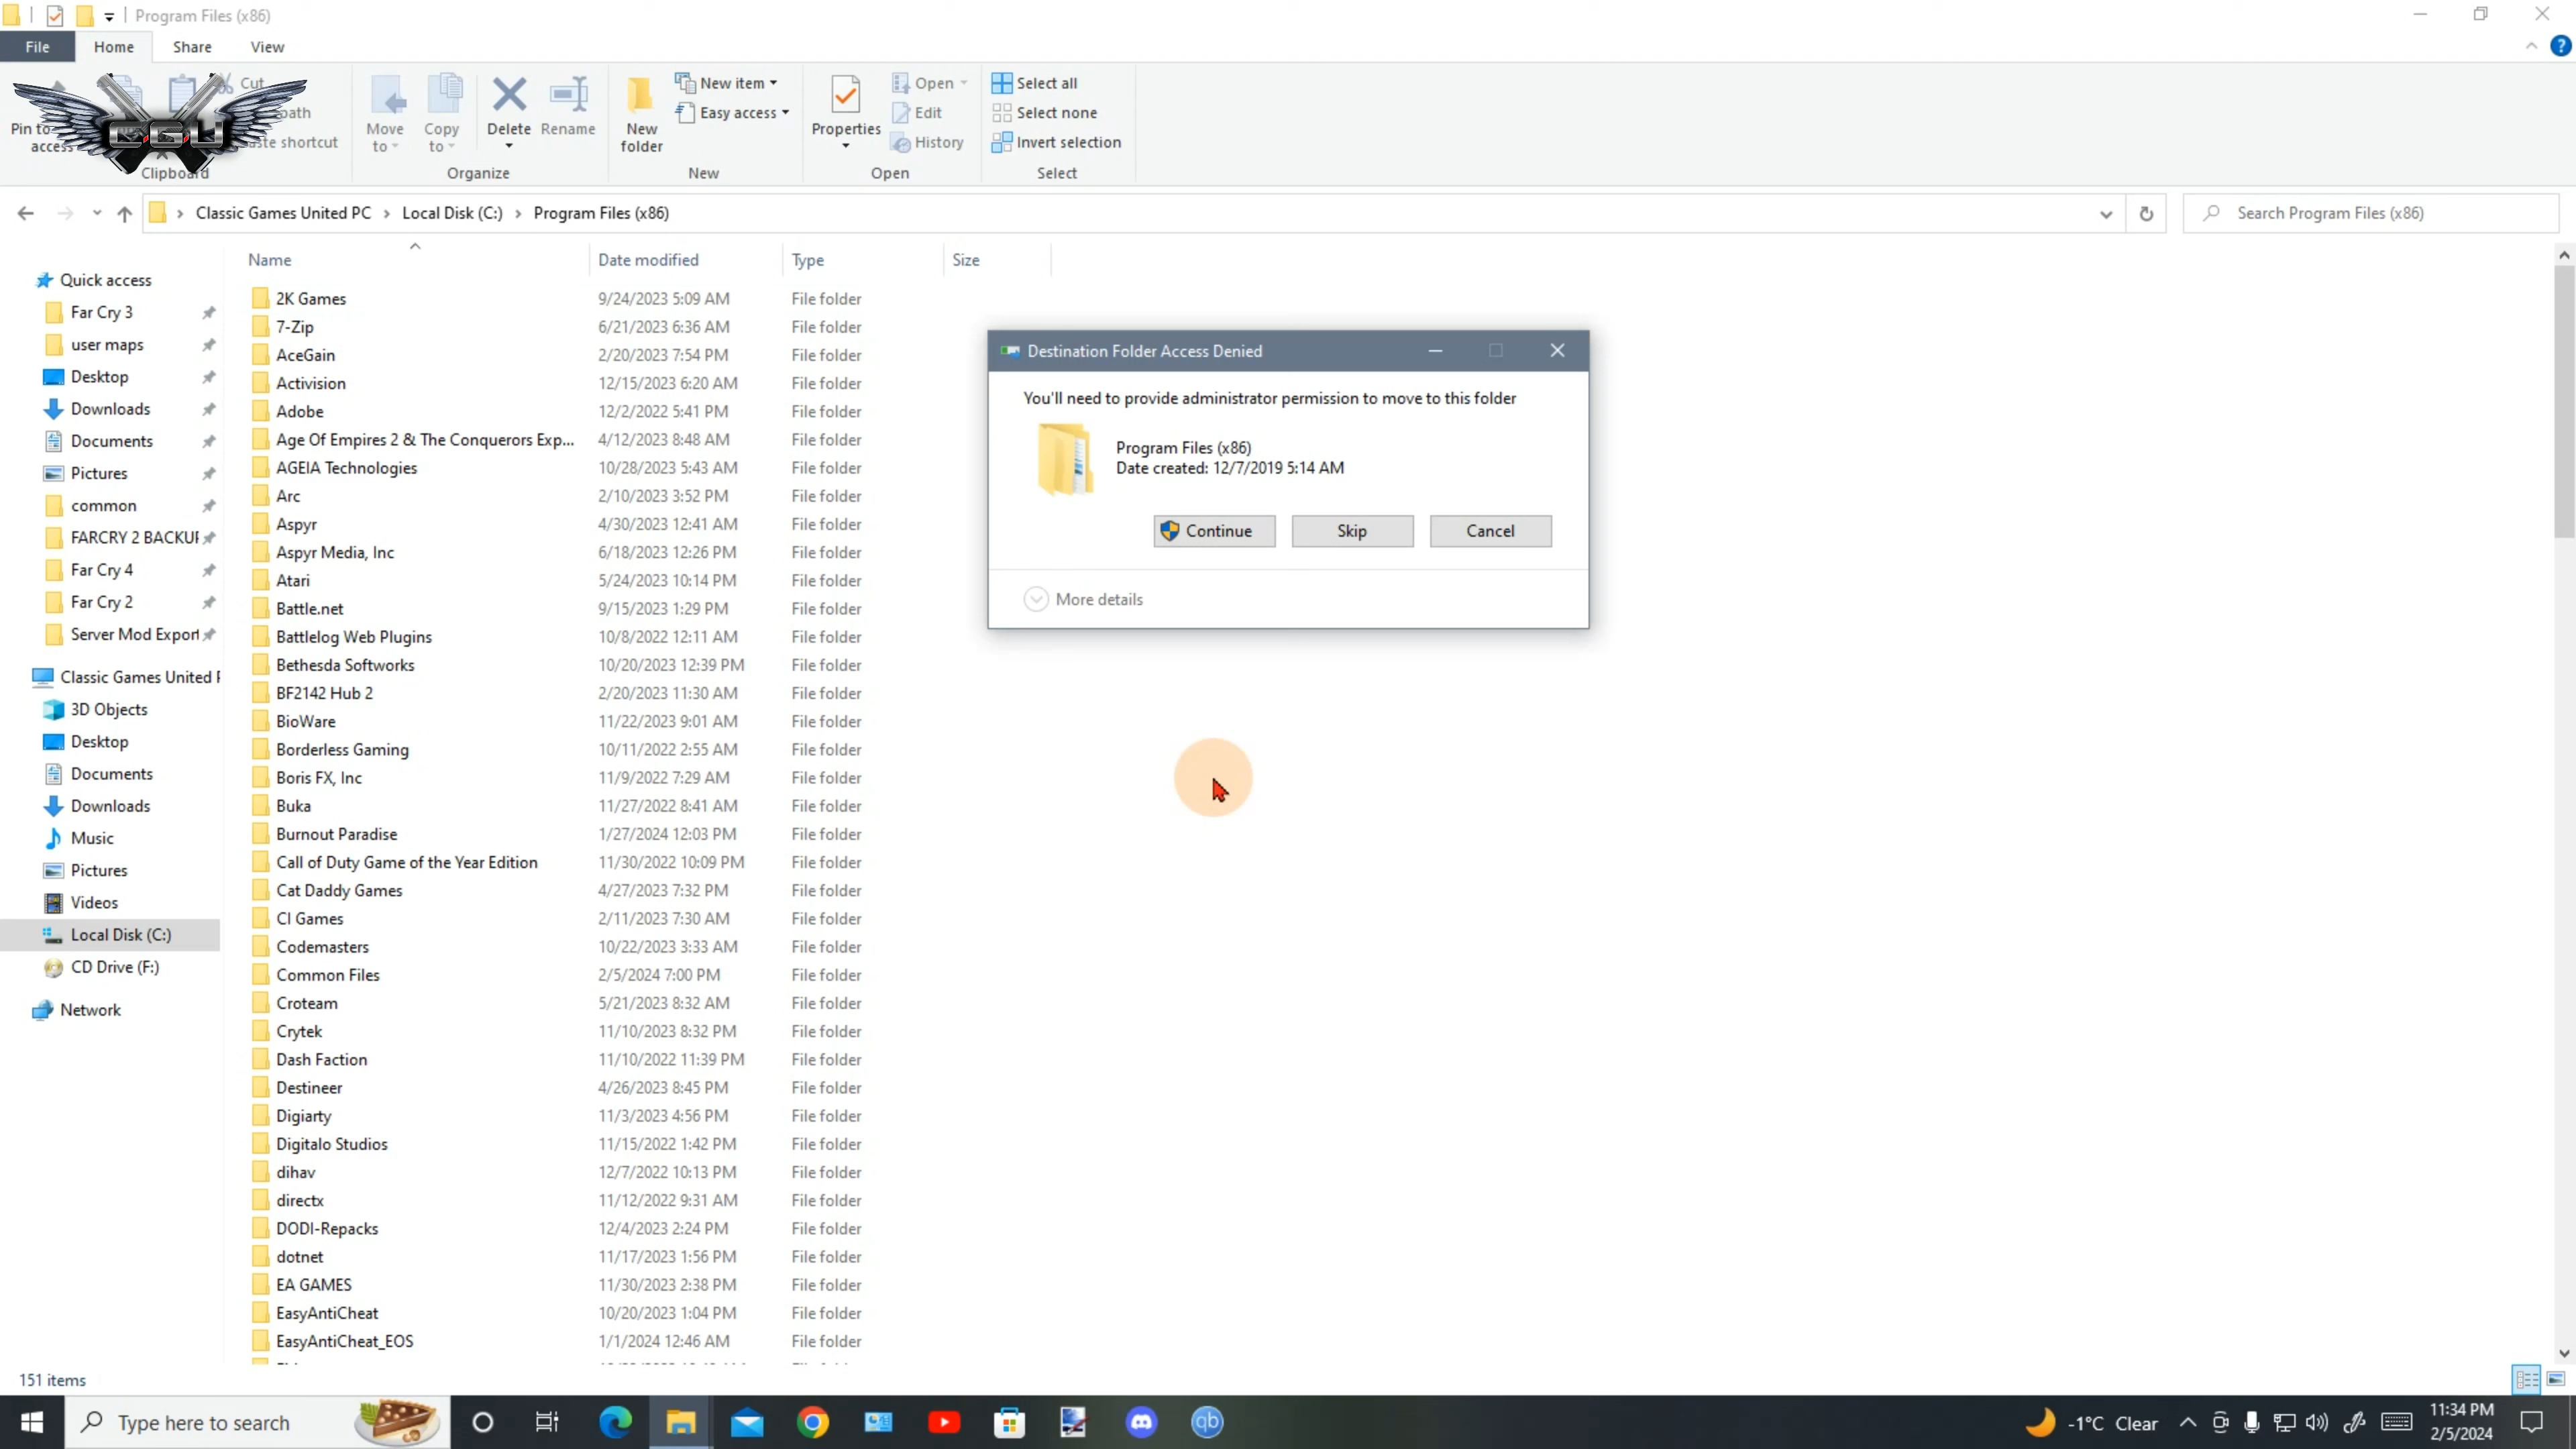 Program Files (x86)
File Home Share View
Pin to
access
Cut
path
ste shortcut
Clipboard
Move
to
Copy
to
Delete
Rename
Organize
New
folder
New item
Easy access
New
Properties
Open
Edit
History
Open
Select all
Select none
Invert selection
Select
CGU
Classic Games United PC › Local Disk (C:) › Program Files (x86)
Search Program Files (x86)
Name Date modified Type Size
Quick access
Far Cry 3
user maps
Desktop
Downloads
Documents
Pictures
common
FARCRY 2 BACKUI
Far Cry 4
Far Cry 2
Server Mod Export
Classic Games United P
3D Objects
Desktop
Documents
Downloads
Music
Pictures
Videos
Local Disk (C:)
CD Drive (F:)
Network
2K Games 9/24/2023 5:09 AM File folder
7-Zip 6/21/2023 6:36 AM File folder
AceGain 2/20/2023 7:54 PM File folder
Activision 12/15/2023 6:20 AM File folder
Adobe 12/2/2022 5:41 PM File folder
Age Of Empires 2 & The Conquerors Exp... 4/12/2023 8:48 AM File folder
AGEIA Technologies 10/28/2023 5:43 AM File folder
Arc 2/10/2023 3:52 PM File folder
Aspyr 4/30/2023 12:41 AM File folder
Aspyr Media, Inc 6/18/2023 12:26 PM File folder
Atari 5/24/2023 10:14 PM File folder
Battle.net 9/15/2023 1:29 PM File folder
Battlelog Web Plugins 10/8/2022 12:11 AM File folder
Bethesda Softworks 10/20/2023 12:39 PM File folder
BF2142 Hub 2 2/20/2023 11:30 AM File folder
BioWare 11/22/2023 9:01 AM File folder
Borderless Gaming 10/11/2022 2:55 AM File folder
Boris FX, Inc 11/9/2022 7:29 AM File folder
Buka 11/27/2022 8:41 AM File folder
Burnout Paradise 1/27/2024 12:03 PM File folder
Call of Duty Game of the Year Edition 11/30/2022 10:09 PM File folder
Cat Daddy Games 4/27/2023 7:32 PM File folder
CI Games 2/11/2023 7:30 AM File folder
Codemasters 10/22/2023 3:33 AM File folder
Common Files 2/5/2024 7:00 PM File folder
Croteam 5/21/2023 8:32 AM File folder
Crytek 11/10/2023 8:32 PM File folder
Dash Faction 11/10/2022 11:39 PM File folder
Destineer 4/26/2023 8:45 PM File folder
Digiarty 11/3/2023 4:56 PM File folder
Digitalo Studios 11/15/2022 1:42 PM File folder
dihav 12/7/2022 10:13 PM File folder
directx 11/12/2022 9:31 AM File folder
DODI-Repacks 12/4/2023 2:24 PM File folder
dotnet 11/17/2023 1:56 PM File folder
EA GAMES 11/30/2023 2:38 PM File folder
EasyAntiCheat 10/20/2023 1:04 PM File folder
EasyAntiCheat_EOS 1/1/2024 12:46 AM File folder
Destination Folder Access Denied
You'll need to provide administrator permission to move to this folder
Program Files (x86)
Date created: 12/7/2019 5:14 AM
Continue Skip Cancel
More details
151 items
Type here to search
qb
-1°C Clear
11:34 PM
2/5/2024